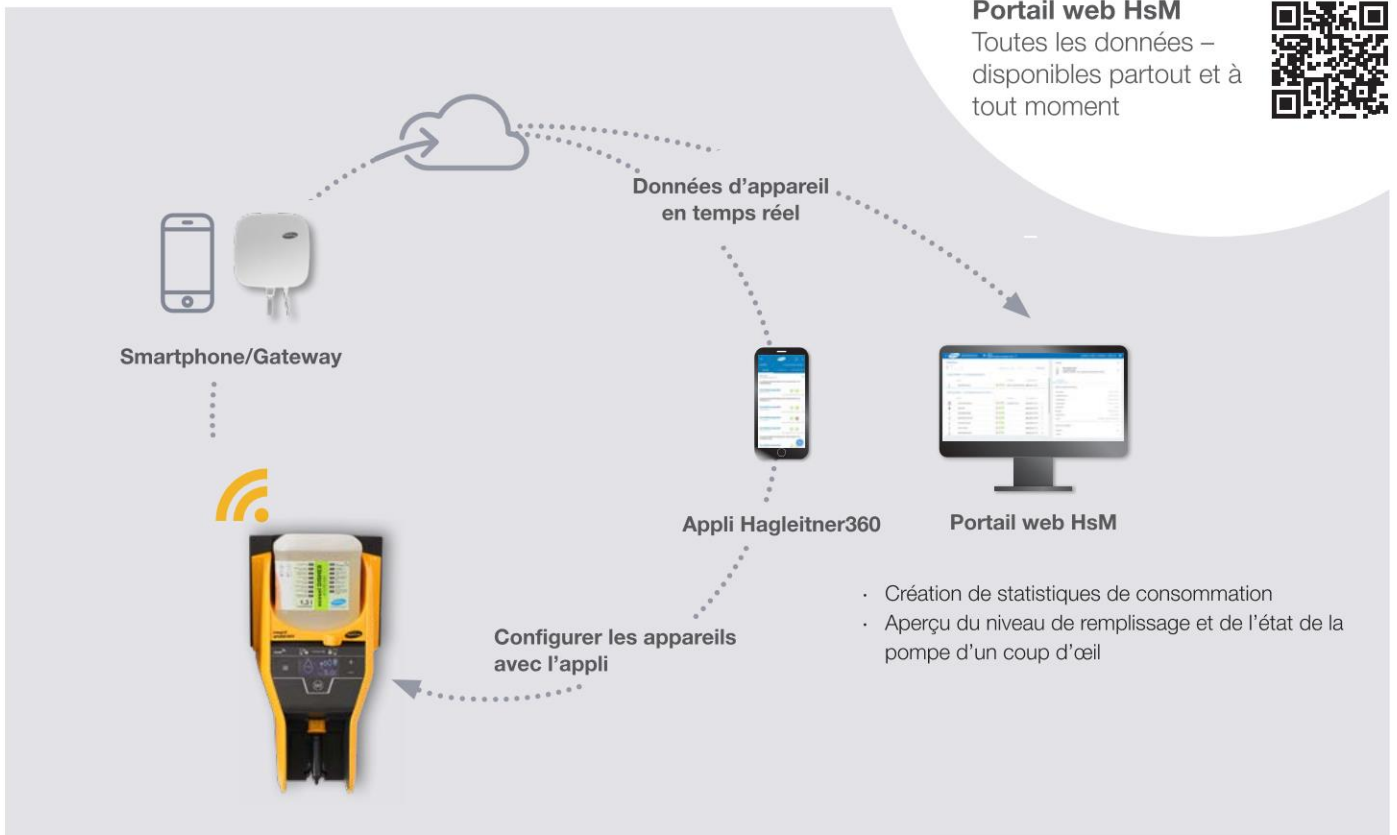 Portail web HsM
Toutes les données –
disponibles partout et à
tout moment
Données d’appareil
en temps réel
Smartphone/Gateway
Appli Hagleitner360
Portail web HsM
· Création de statistiques de consommation
· Aperçu du niveau de remplissage et de l’état de la
pompe d’un coup d’œil
Configurer les appareils
avec l’appli